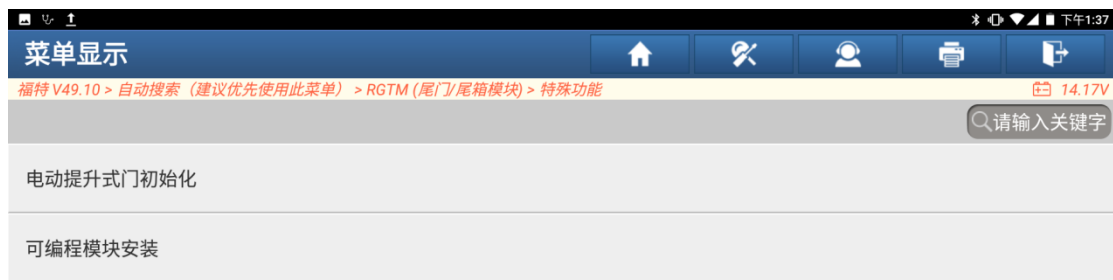 下午1:37
菜单显示
福特 V49.10 > 自动搜索（建议优先使用此菜单） > RGTM (尾门/尾箱模块) > 特殊功能 14.17V
请输入关键字
电动提升式门初始化
可编程模块安装